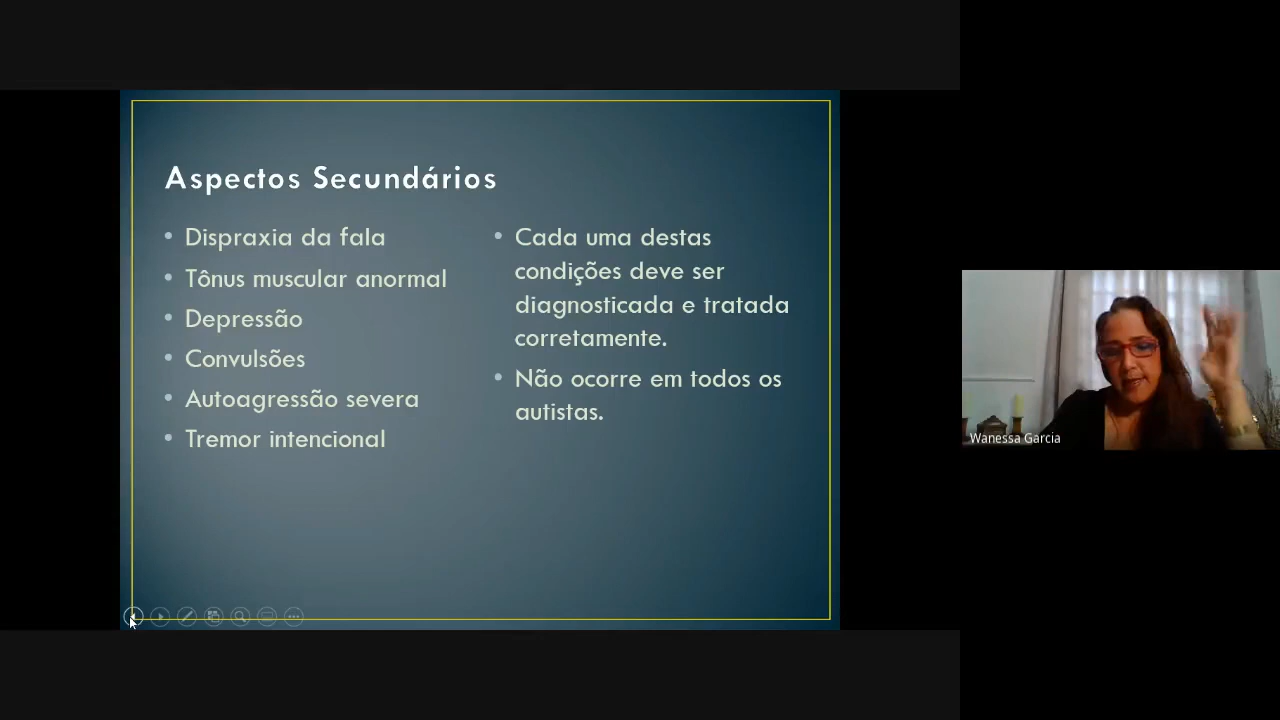 Aspectos Secundários
• Dispraxia da fala
• Tônus muscular anormal
• Depressão
• Convulsões
• Autoagressão severa
• Tremor intencional
• Cada uma destas
condições deve ser
diagnosticada e tratada
corretamente.
• Não ocorre em todos os
autistas.
Wanessa Garcia